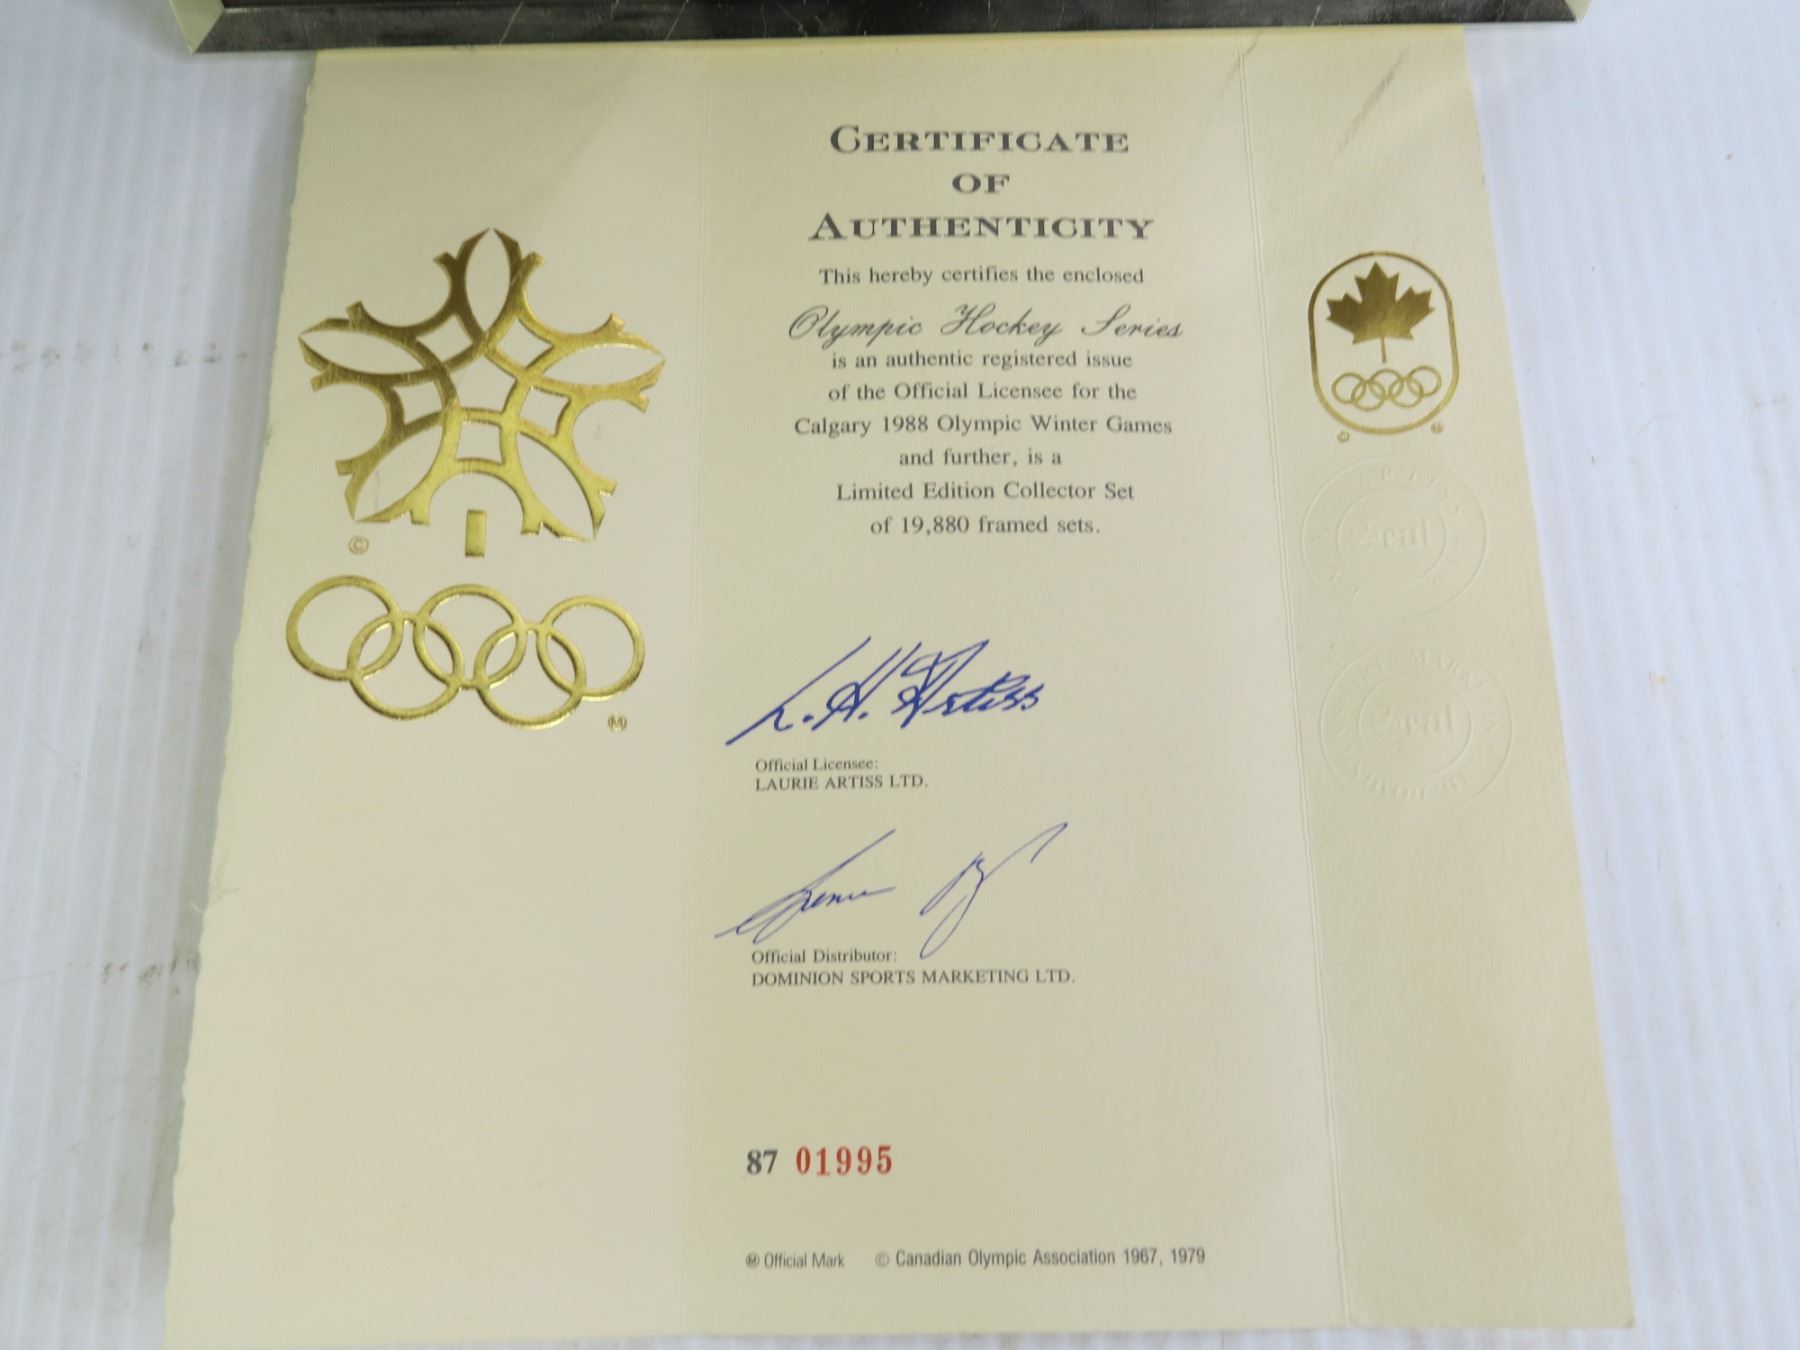 CERTIFICATE
OF
AUTHENTICITY
This hereby certifies the enclosed
Olympic Hockey Series
is an authentic registered issue
of the Official Licensee for the
Calgary 1988 Olympic Winter Games
and further, is a
Limited Edition Collector Set
of 19,880 framed sets.
©
Ⓜ
L. H. Artiss
Official Licensee:
LAURIE ARTISS LTD.
Official Distributor:
DOMINION SPORTS MARKETING LTD.
87 01995
Ⓜ Official Mark © Canadian Olympic Association 1967, 1979
© Ⓜ
Seal
Seal